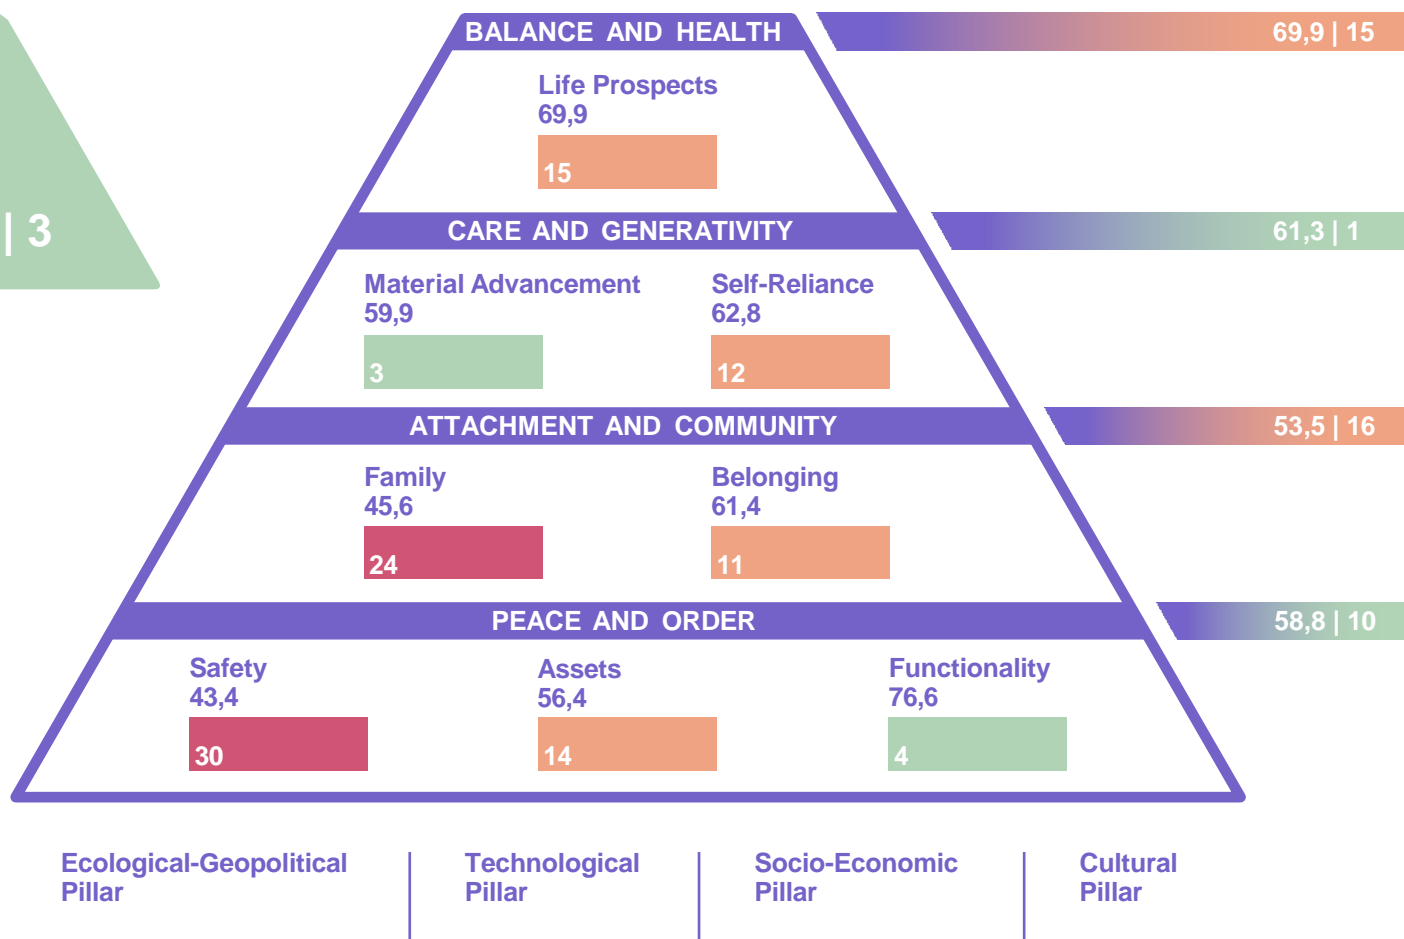 BALANCE AND HEALTH
69,9 | 15
Life Prospects
69,9
15
| 3
CARE AND GENERATIVITY
61,3 | 1
Material Advancement
59,9
3
Self-Reliance
62,8
12
ATTACHMENT AND COMMUNITY
53,5 | 16
Family
45,6
24
Belonging
61,4
11
PEACE AND ORDER
58,8 | 10
Safety
43,4
30
Assets
56,4
14
Functionality
76,6
4
Ecological-Geopolitical
Pillar
Technological
Pillar
Socio-Economic
Pillar
Cultural
Pillar